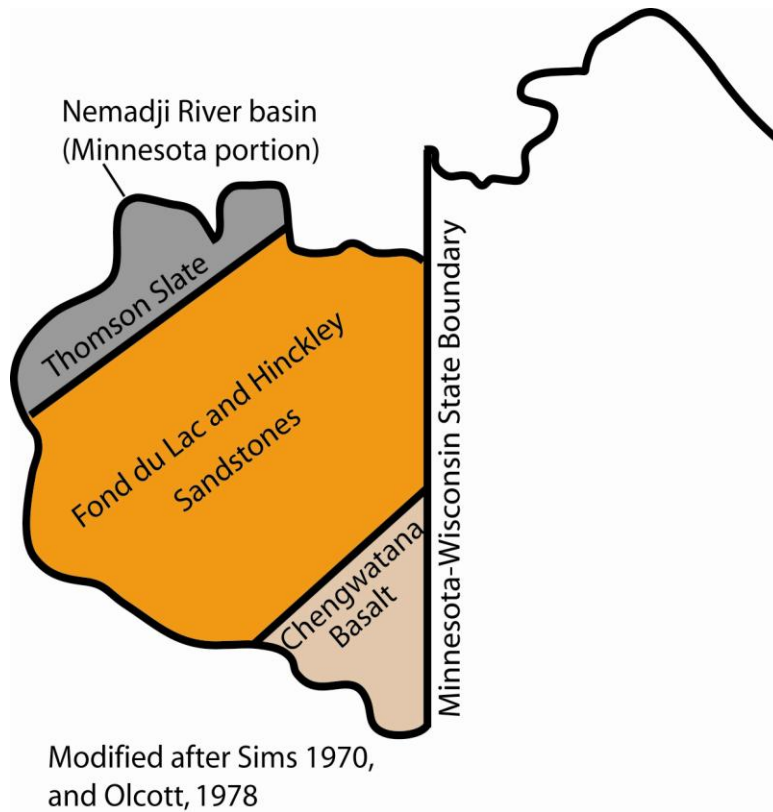 Nemadji River basin
(Minnesota portion)
Thomson Slate
Fond du Lac and Hinckley
Sandstones
Chengwatana
Basalt
Minnesota-Wisconsin State Boundary
Modified after Sims 1970,
and Olcott, 1978